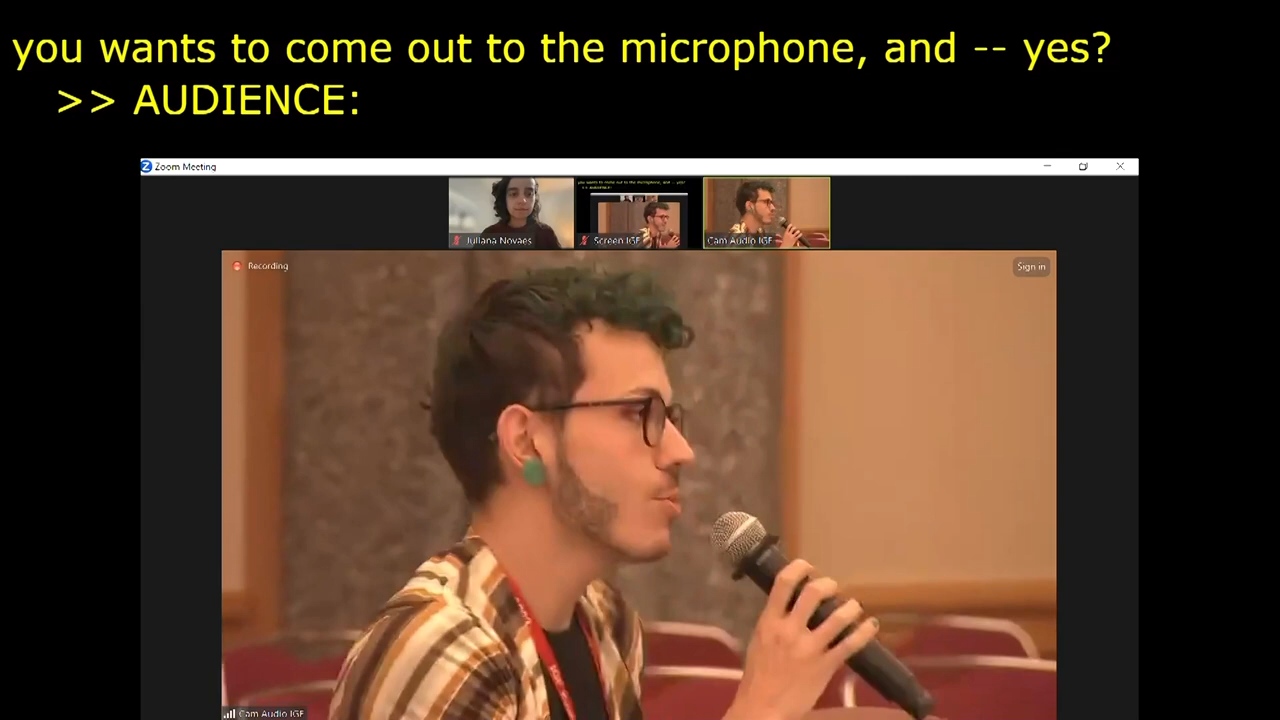 you wants to come out to the microphone, and -- yes?
>> AUDIENCE:
Zoom Meeting
Juliana Novaes
Screen IGF
Cam Audio IGF
Recording
Sign in
Cam Audio IGF